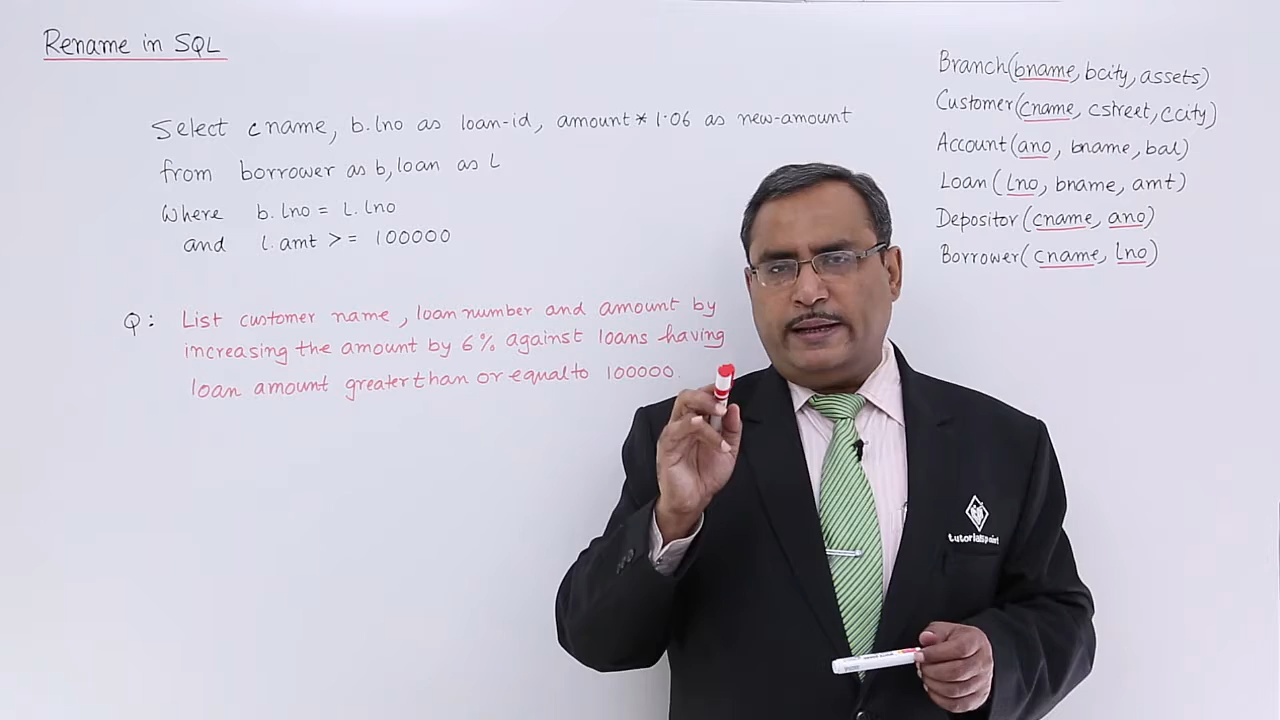 Rename in SQL
Select cname, b.lno as loan-id, amount * 1.06 as new-amount
from borrower as b, loan as L
Where b.lno = L.lno
and l.amt >= 100000
Q: List customer name, loan number and amount by
increasing the amount by 6% against loans having
loan amount greater than or equal to 100000.
Branch(bname, bcity, assets)
Customer(cname, cstreet, ccity)
Account(ano, bname, bal)
Loan(lno, bname, amt)
Depositor(cname, ano)
Borrower(cname, lno)
tutorialspoint